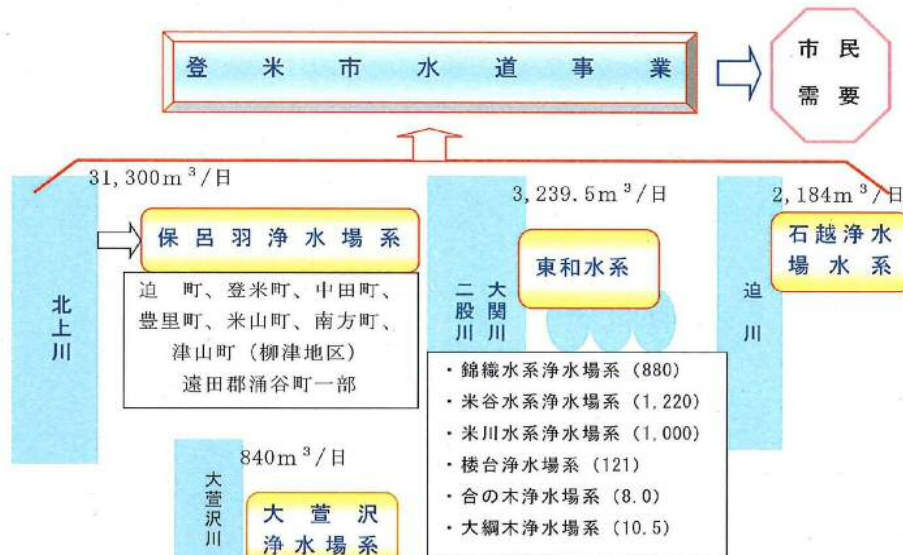 登米市水道事業
市民
需要
31,300m³/日
保呂羽浄水場系
迫 町、登米町、中田町、
豊里町、米山町、南方町、
津山町（柳津地区）
遠田郡涌谷町一部
北上川
3,239.5m³/日
東和水系
大関川
二股川
・錦織水系浄水場系 (880)
・米谷水系浄水場系 (1,220)
・米川水系浄水場系 (1,000)
・楼台浄水場系 (121)
・合の木浄水場系 (8.0)
・大綱木浄水場系 (10.5)
2,184m³/日
石越浄水
場水系
迫川
840m³/日
大萱沢川
大萱沢
浄水場系